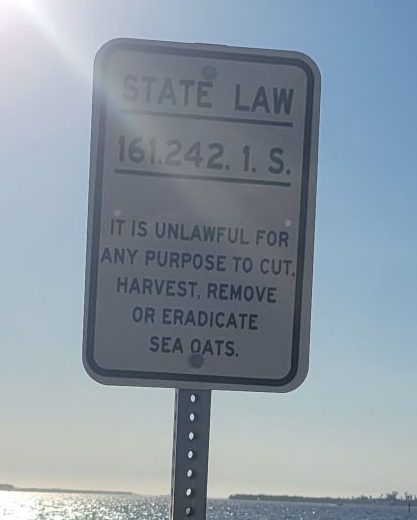 STATE LAW
161.242. 1. S.
IT IS UNLAWFUL FOR
ANY PURPOSE TO CUT,
HARVEST, REMOVE
OR ERADICATE
SEA OATS.